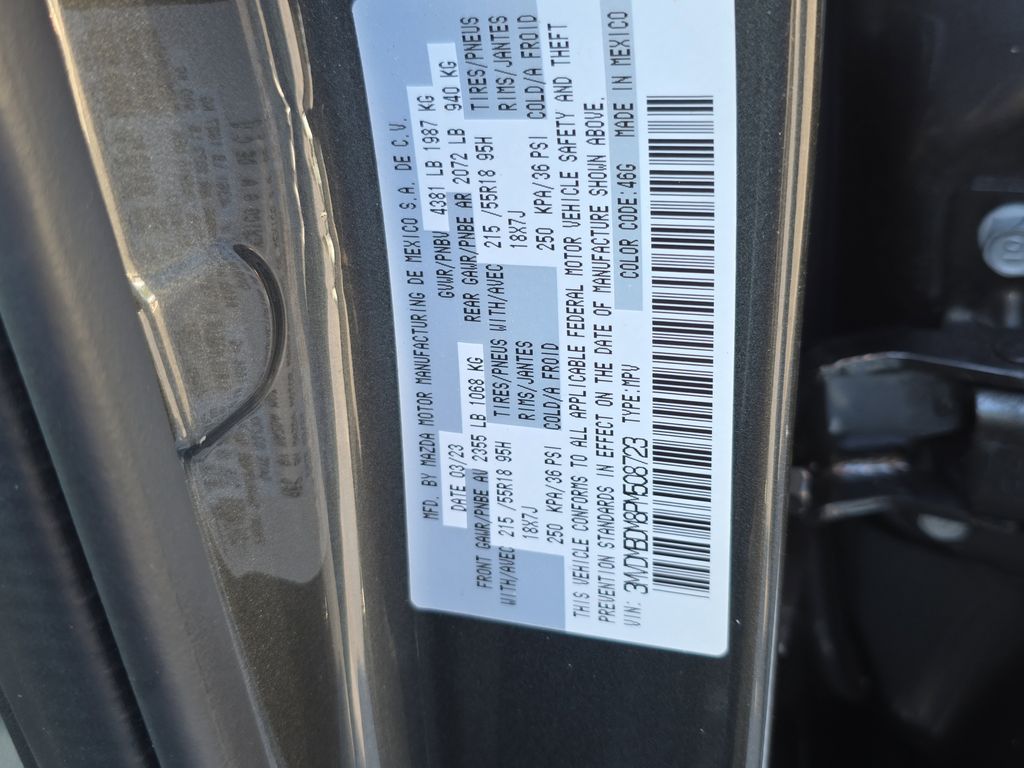 MFD. BY MAZDA MOTOR MANUFACTURING DE MEXICO S. A. DE C. V.
DATE 03/23 GVWR/PNBV 4381 LB 1987 KG
FRONT GAWR/PNBE AV 2355 LB 1068 KG REAR GAWR/PNBE AR 2072 LB 940 KG
WITH/AVEC 215 /55R18 95H TIRES/PNEUS WITH/AVEC 215 /55R18 95H TIRES/PNEUS
18X7J RIMS/JANTES 18X7J RIMS/JANTES
250 KPA/36 PSI COLD/A FROID 250 KPA/36 PSI COLD/A FROID
THIS VEHICLE CONFORMS TO ALL APPLICABLE FEDERAL MOTOR VEHICLE SAFETY AND THEFT
PREVENTION STANDARDS IN EFFECT ON THE DATE OF MANUFACTURE SHOWN ABOVE.
VIN: 3MVDMBDM8PM508723 TYPE:MPV COLOR CODE:46G MADE IN MEXICO